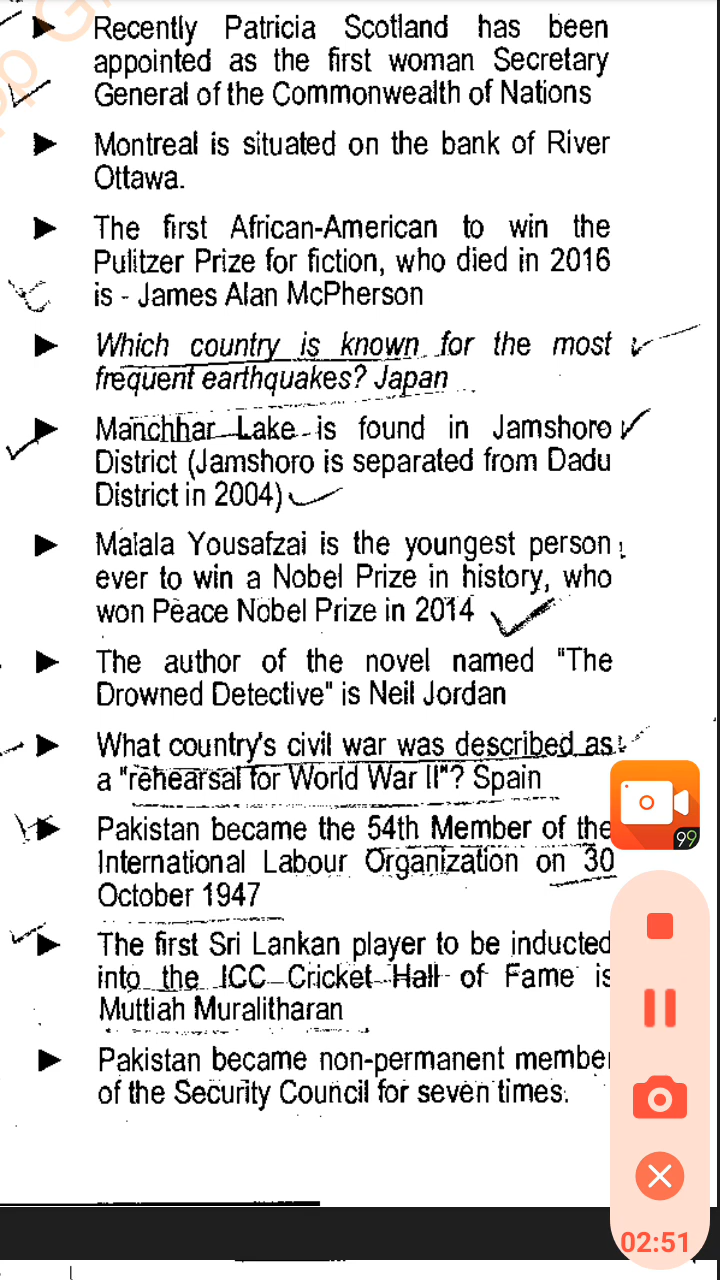 Recently Patricia Scotland has been
appointed as the first woman Secretary
General of the Commonwealth of Nations
Montreal is situated on the bank of River
Ottawa.
The first African-American to win the
Pulitzer Prize for fiction, who died in 2016
is - James Alan McPherson
Which country is known for the most
frequent earthquakes? Japan
Manchhar Lake is found in Jamshoro
District (Jamshoro is separated from Dadu
District in 2004)
Malala Yousafzai is the youngest person
ever to win a Nobel Prize in history, who
won Peace Nobel Prize in 2014
The author of the novel named "The
Drowned Detective" is Neil Jordan
What country's civil war was described as
a "rehearsal for World War II"? Spain
Pakistan became the 54th Member of the
International Labour Organization on 30
October 1947
The first Sri Lankan player to be inducted
into the ICC Cricket Hall of Fame is
Muttiah Muralitharan
Pakistan became non-permanent member
of the Security Council for seven times.
99
02:51